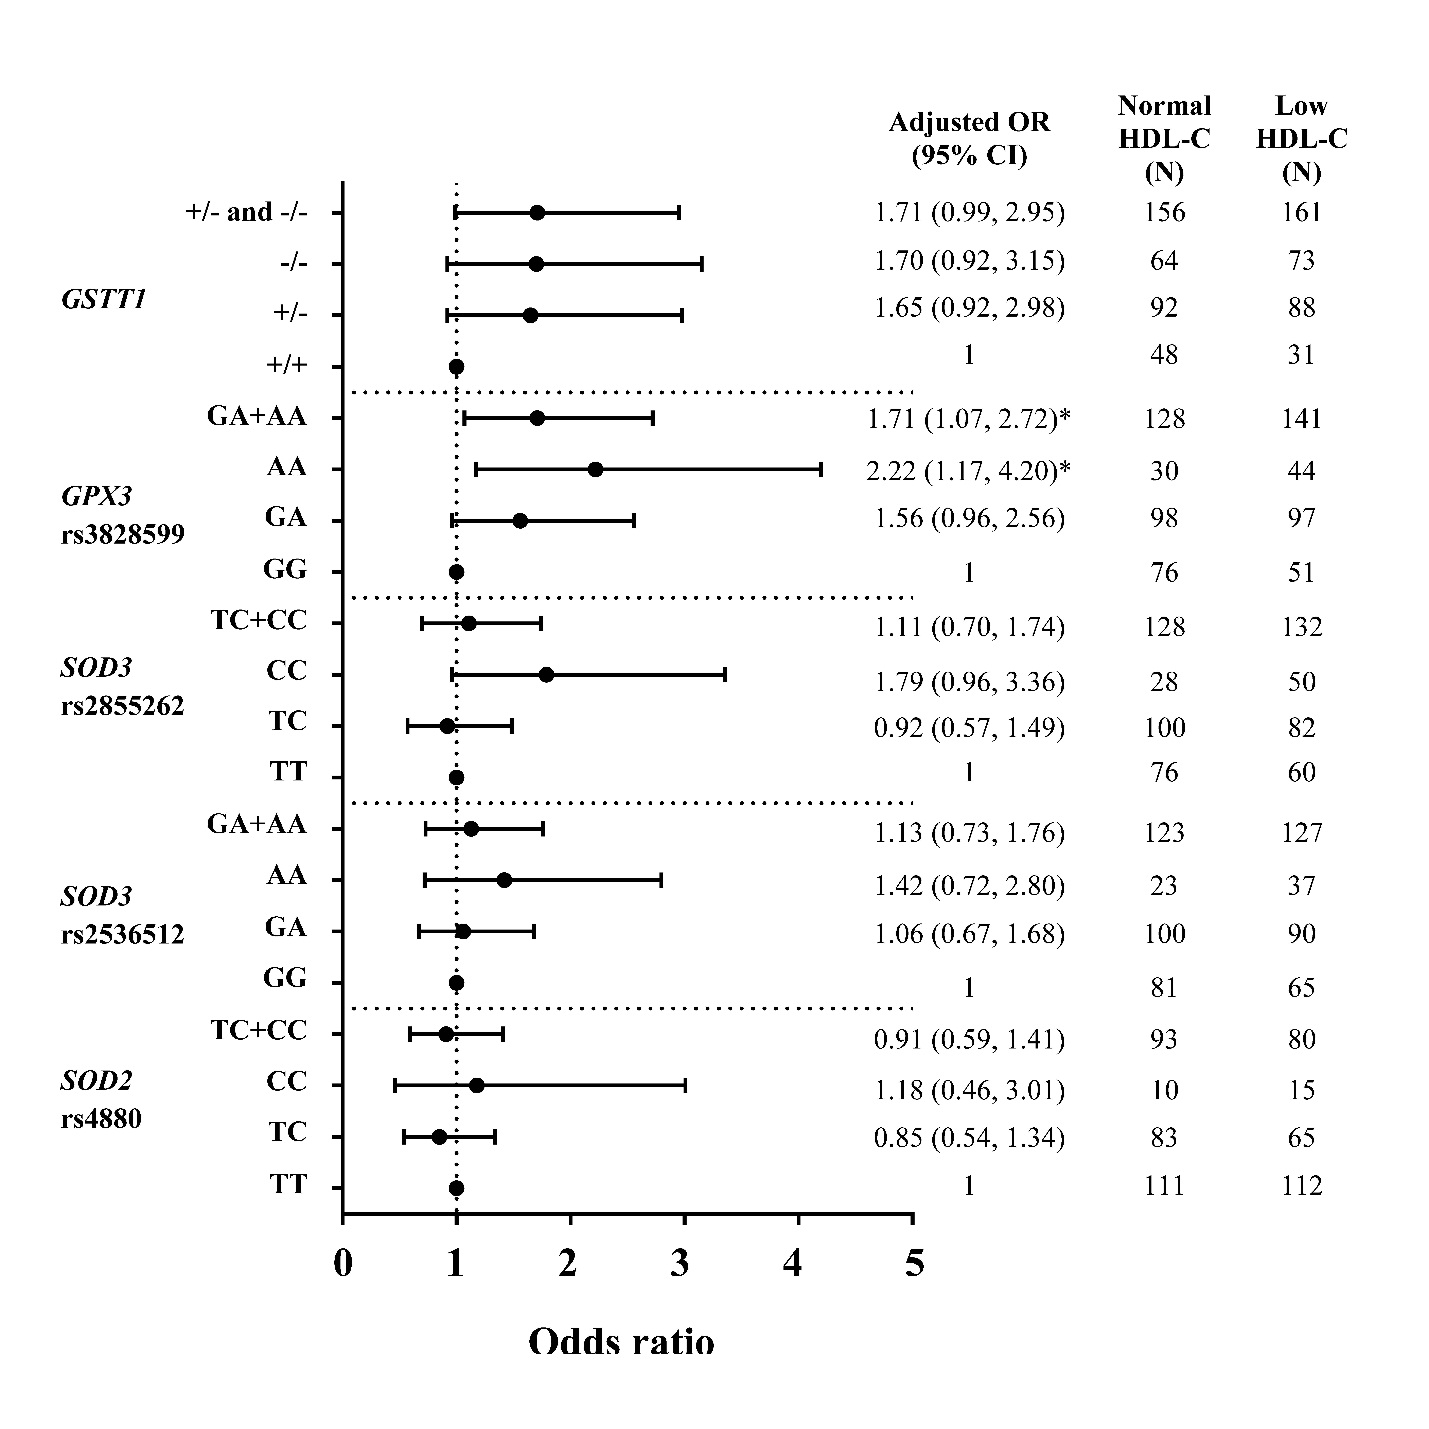 Adjusted OR
(95% CI)
Normal
HDL-C
(N)
Low
HDL-C
(N)
GSTT1
+/- and -/- 1.71 (0.99, 2.95) 156 161
-/- 1.70 (0.92, 3.15) 64 73
+/- 1.65 (0.92, 2.98) 92 88
+/+ 1 48 31
GPX3
rs3828599
GA+AA 1.71 (1.07, 2.72)* 128 141
AA 2.22 (1.17, 4.20)* 30 44
GA 1.56 (0.96, 2.56) 98 97
GG 1 76 51
SOD3
rs2855262
TC+CC 1.11 (0.70, 1.74) 128 132
CC 1.79 (0.96, 3.36) 28 50
TC 0.92 (0.57, 1.49) 100 82
TT 1 76 60
SOD3
rs2536512
GA+AA 1.13 (0.73, 1.76) 123 127
AA 1.42 (0.72, 2.80) 23 37
GA 1.06 (0.67, 1.68) 100 90
GG 1 81 65
SOD2
rs4880
TC+CC 0.91 (0.59, 1.41) 93 80
CC 1.18 (0.46, 3.01) 10 15
TC 0.85 (0.54, 1.34) 83 65
TT 1 111 112
0 1 2 3 4 5
Odds ratio